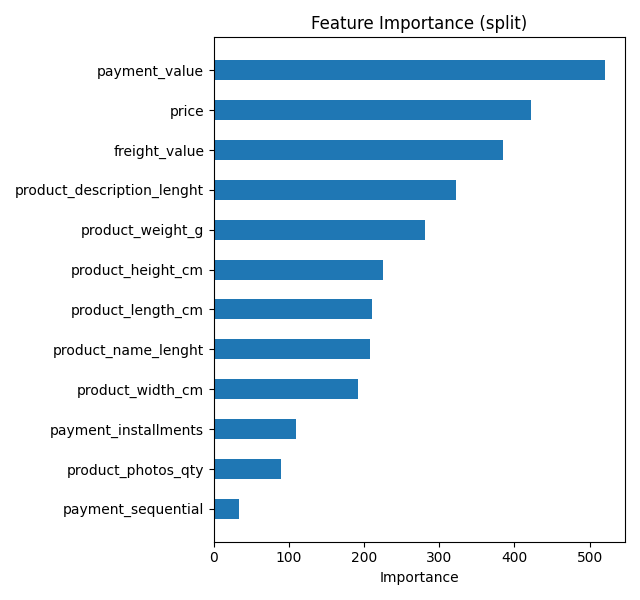 Feature Importance (split)
payment_value
price
freight_value
product_description_lenght
product_weight_g
product_height_cm
product_length_cm
product_name_lenght
product_width_cm
payment_installments
product_photos_qty
payment_sequential
0 100 200 300 400 500
Importance